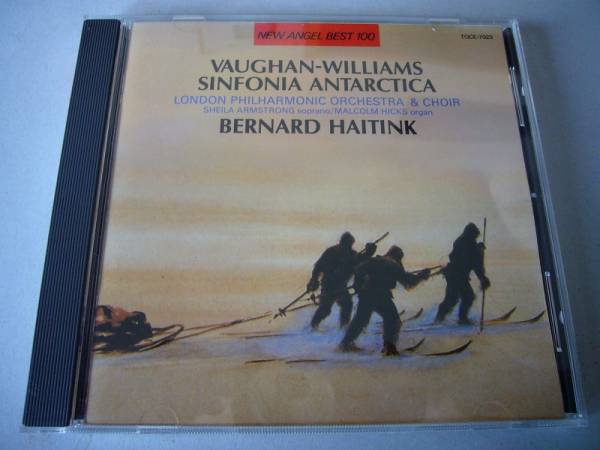 NEW ANGEL BEST 100
TOCE-7023
VAUGHAN-WILLIAMS
SINFONIA ANTARCTICA
LONDON PHILHARMONIC ORCHESTRA & CHOIR
SHEILA ARMSTRONG soprano/MALCOLM HICKS organ
BERNARD HAITINK